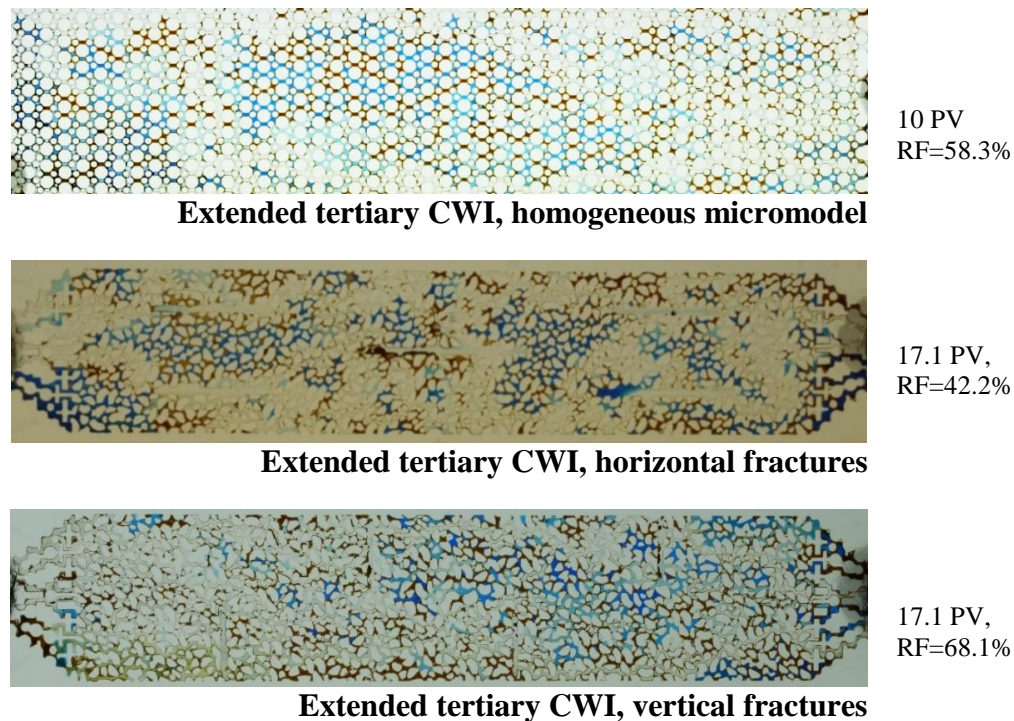 10 PV
RF=58.3%
Extended tertiary CWI, homogeneous micromodel
17.1 PV,
RF=42.2%
Extended tertiary CWI, horizontal fractures
17.1 PV,
RF=68.1%
Extended tertiary CWI, vertical fractures